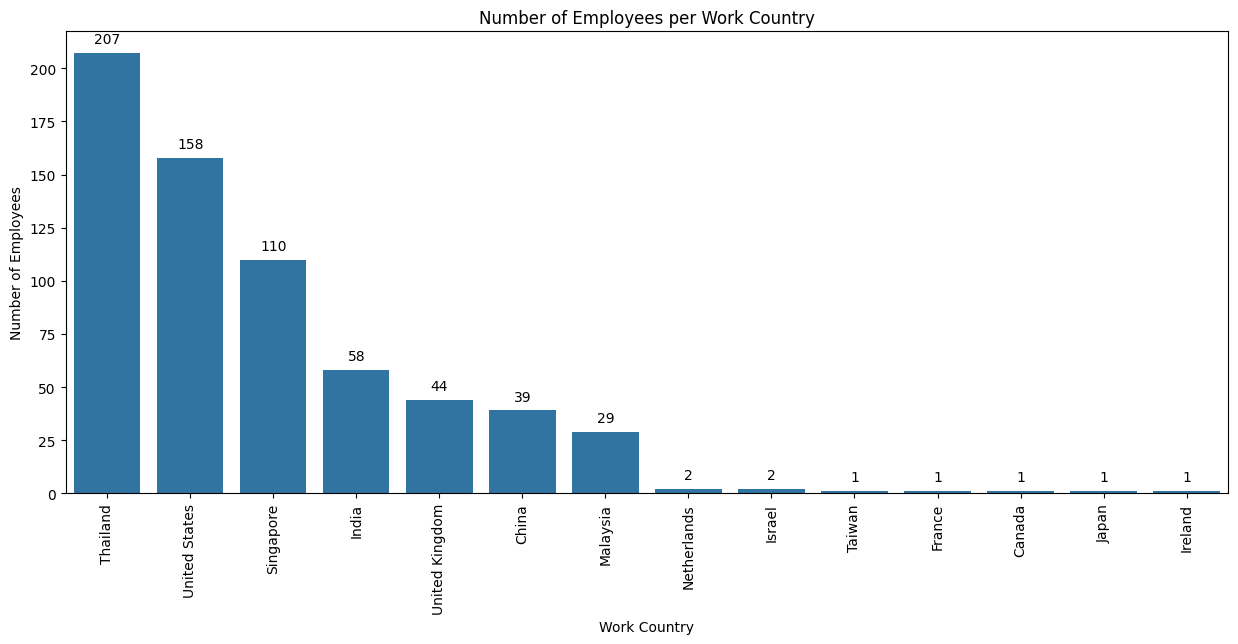 Number of Employees per Work Country
Number of Employees
200
175
150
125
100
75
50
25
0
207
158
110
58
44
39
29
2
2
1
1
1
1
1
Thailand
United States
Singapore
India
United Kingdom
China
Malaysia
Netherlands
Israel
Taiwan
France
Canada
Japan
Ireland
Work Country